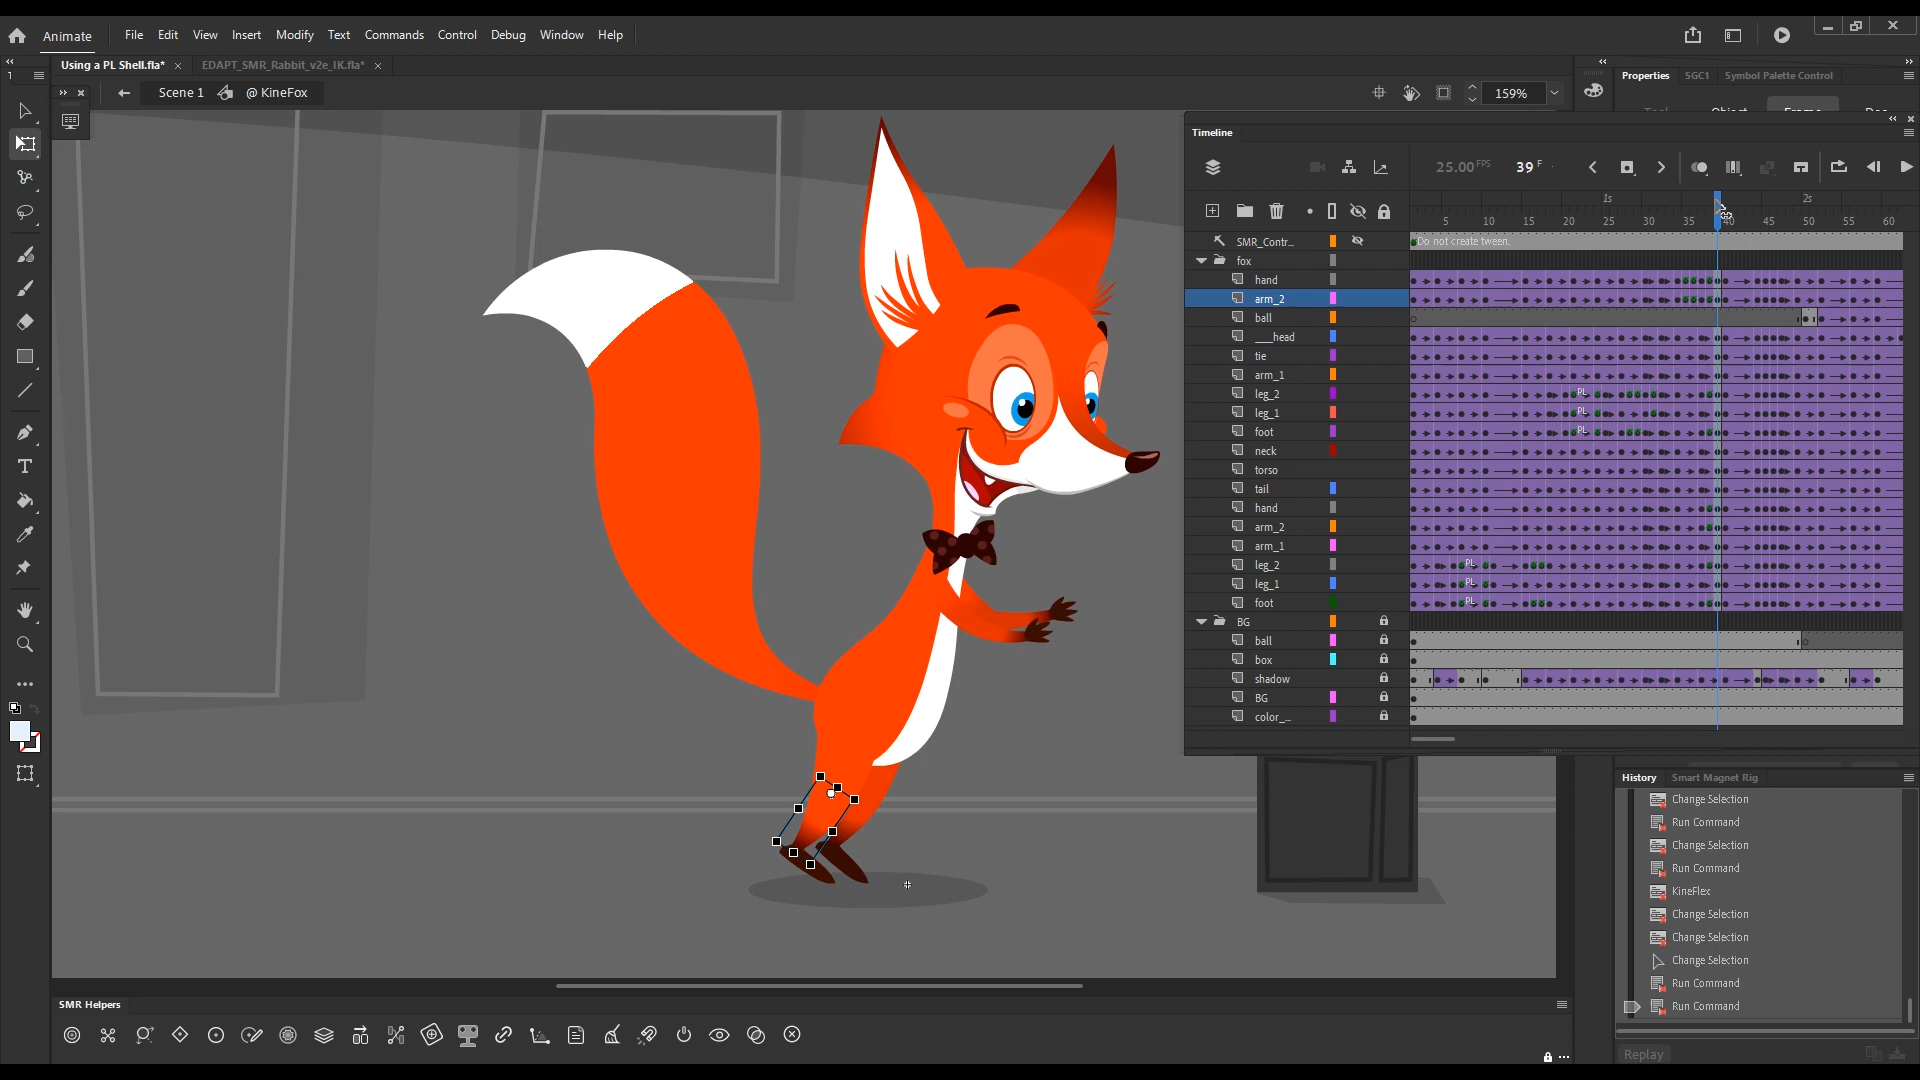 Animate File Edit View Insert Modify Text Commands Control Debug Window Help
Using a PL Shell.fla* × EDAPT_SMR_Rabbit_v2e_IK.fla* ×
Scene 1 @ KineFox 159%
Properties SGC1 Symbol Palette Control
Timeline
25.00 FPS 39 F
1s 2s
5 10 15 20 25 30 35 40 45 50 55 60
SMR_Contr... Do not create tween.
fox
hand
arm_2
ball
___head
tie
arm_1
leg_2 PL
leg_1 PL
foot PL
neck
torso
tail
hand
arm_2
arm_1
leg_2 PL
leg_1 PL
foot PL
BG
ball
box
shadow
BG
color_...
History Smart Magnet Rig
Change Selection
Run Command
Change Selection
Run Command
KineFlex
Change Selection
Change Selection
Change Selection
Run Command
Run Command
Replay
SMR Helpers